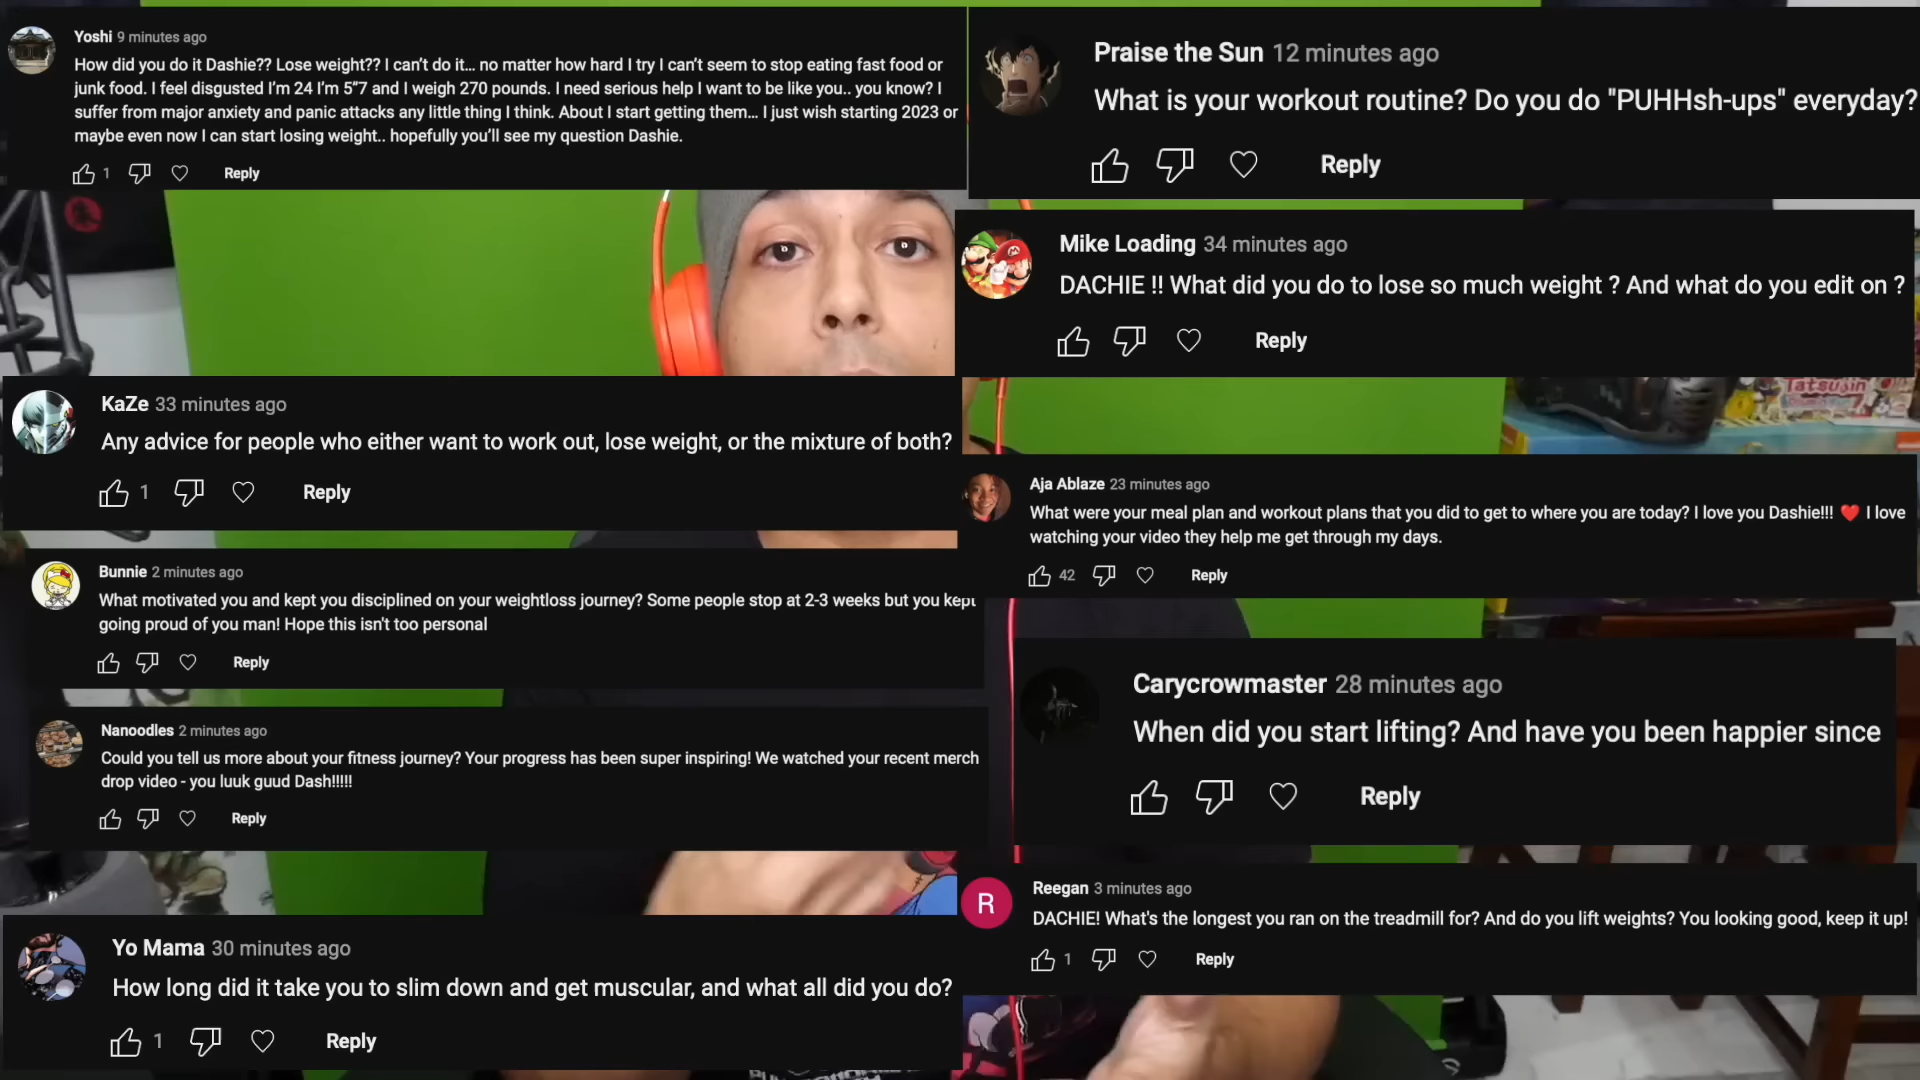 Yoshi 9 minutes ago
How did you do it Dashie?? Lose weight?? I can't do it... no matter how hard I try I can't seem to stop eating fast food or
junk food. I feel disgusted I'm 24 I'm 5"7 and I weigh 270 pounds. I need serious help I want to be like you.. you know? I
suffer from major anxiety and panic attacks any little thing I think. About I start getting them... I just wish starting 2023 or
maybe even now I can start losing weight.. hopefully you'll see my question Dashie.
1 Reply
Praise the Sun 12 minutes ago
What is your workout routine? Do you do "PUHHsh-ups" everyday?
Reply
Mike Loading 34 minutes ago
DACHIE !! What did you do to lose so much weight ? And what do you edit on ?
Reply
KaZe 33 minutes ago
Any advice for people who either want to work out, lose weight, or the mixture of both?
1 Reply
Tatsujin
Aja Ablaze 23 minutes ago
What were your meal plan and workout plans that you did to get to where you are today? I love you Dashie!!! ❤️ I love
watching your video they help me get through my days.
42 Reply
Bunnie 2 minutes ago
What motivated you and kept you disciplined on your weightloss journey? Some people stop at 2-3 weeks but you kept
going proud of you man! Hope this isn't too personal
Reply
Carycrowmaster 28 minutes ago
When did you start lifting? And have you been happier since
Reply
Nanoodles 2 minutes ago
Could you tell us more about your fitness journey? Your progress has been super inspiring! We watched your recent merch
drop video - you luuk guud Dash!!!!!
Reply
R
Reegan 3 minutes ago
DACHIE! What's the longest you ran on the treadmill for? And do you lift weights? You looking good, keep it up!
1 Reply
Yo Mama 30 minutes ago
How long did it take you to slim down and get muscular, and what all did you do?
1 Reply